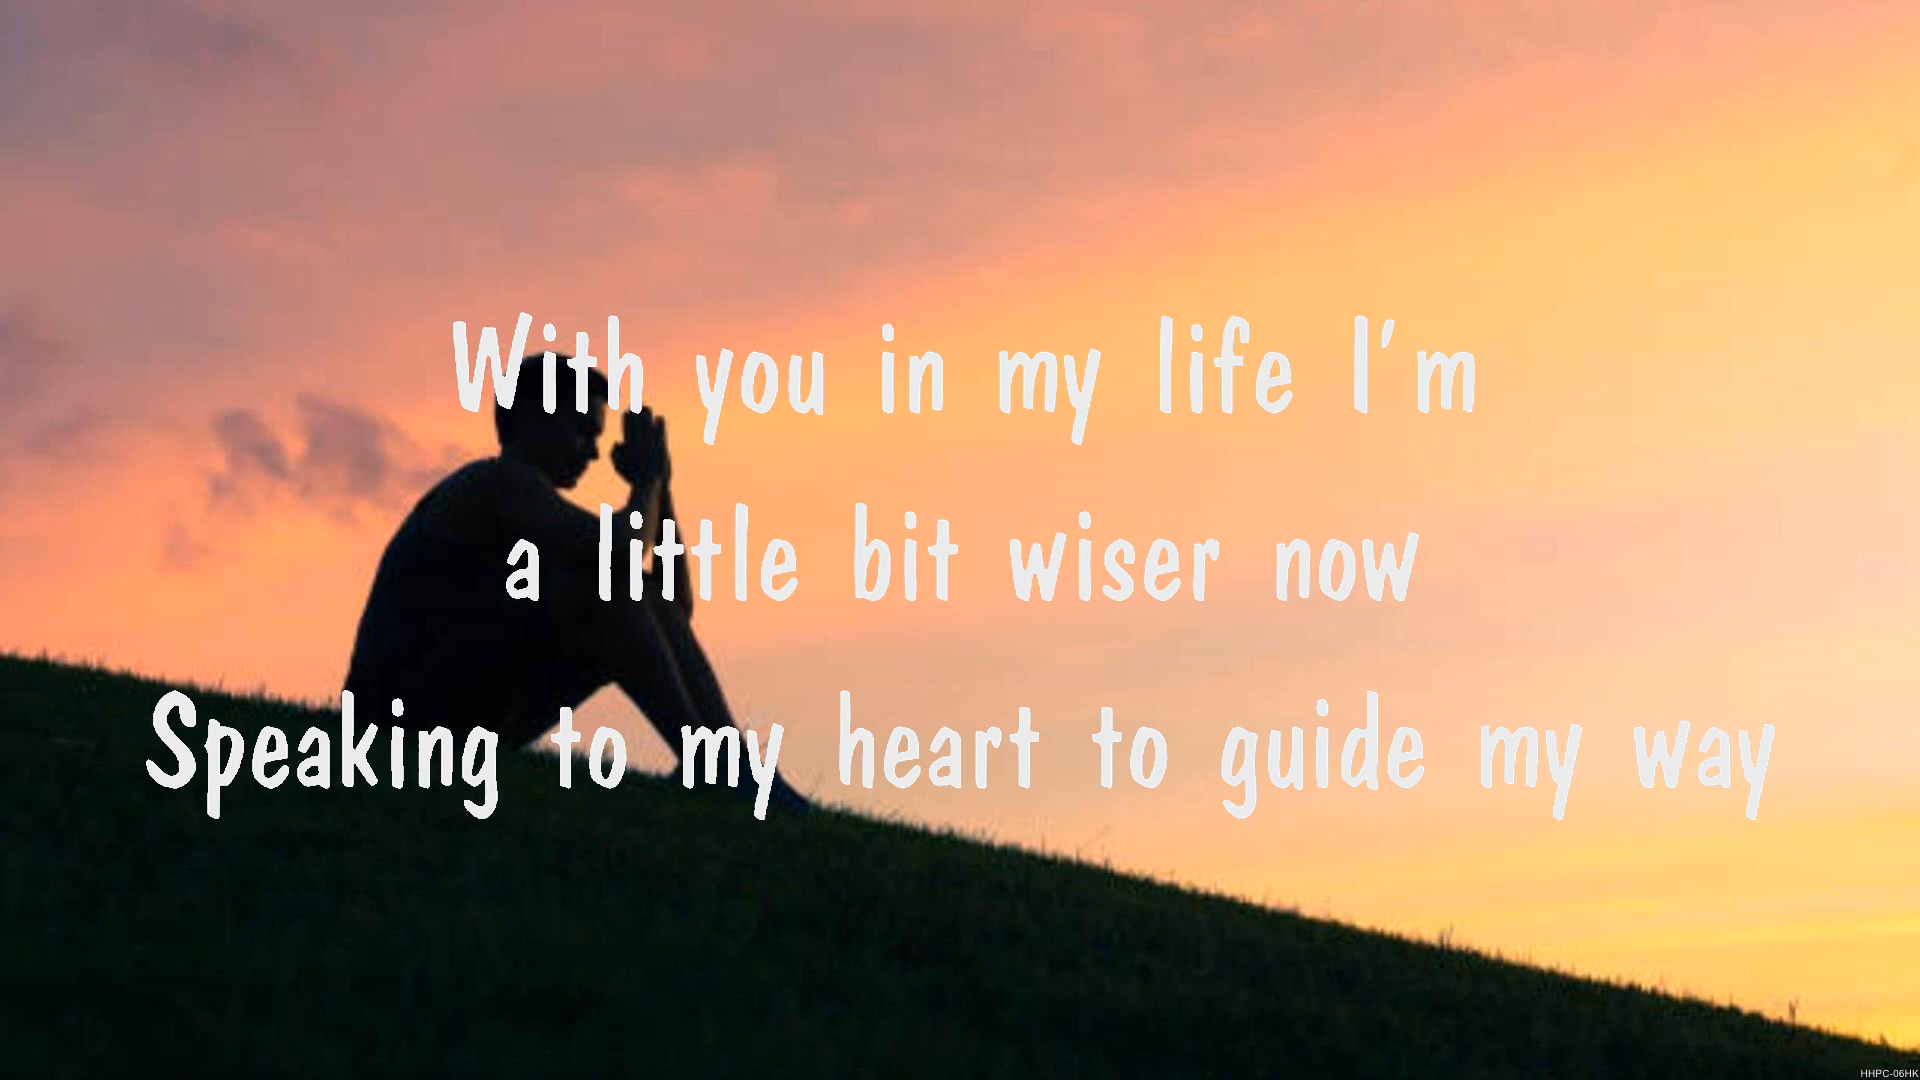 With you in my life I'm
a little bit wiser now
Speaking to my heart to guide my way
HHPC-06HK